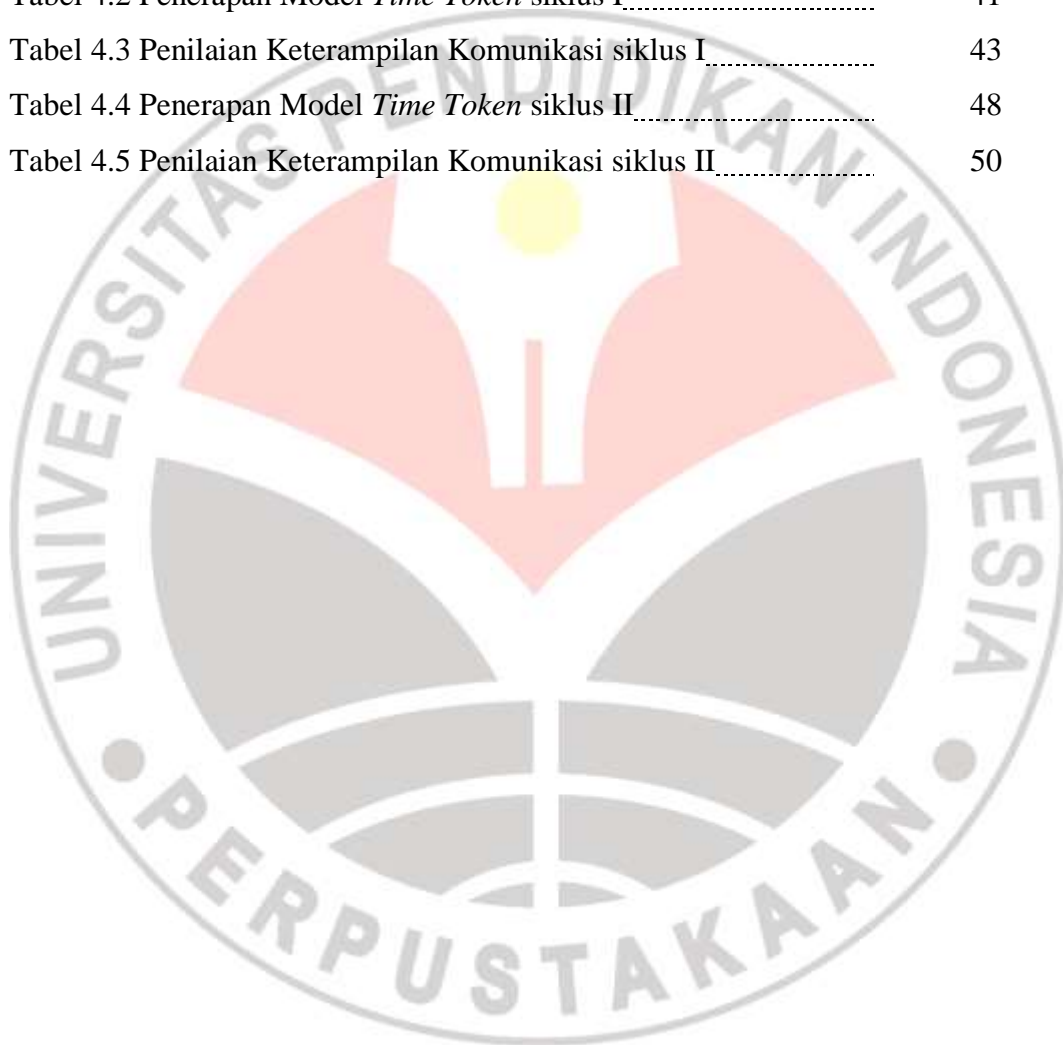 Tabel 4.2 Penerapan Model Time Token siklus I 41
Tabel 4.3 Penilaian Keterampilan Komunikasi siklus I 43
Tabel 4.4 Penerapan Model Time Token siklus II 48
Tabel 4.5 Penilaian Keterampilan Komunikasi siklus II 50
UNIVERSITAS PENDIDIKAN INDONESIA
PERPUSTAKAAN